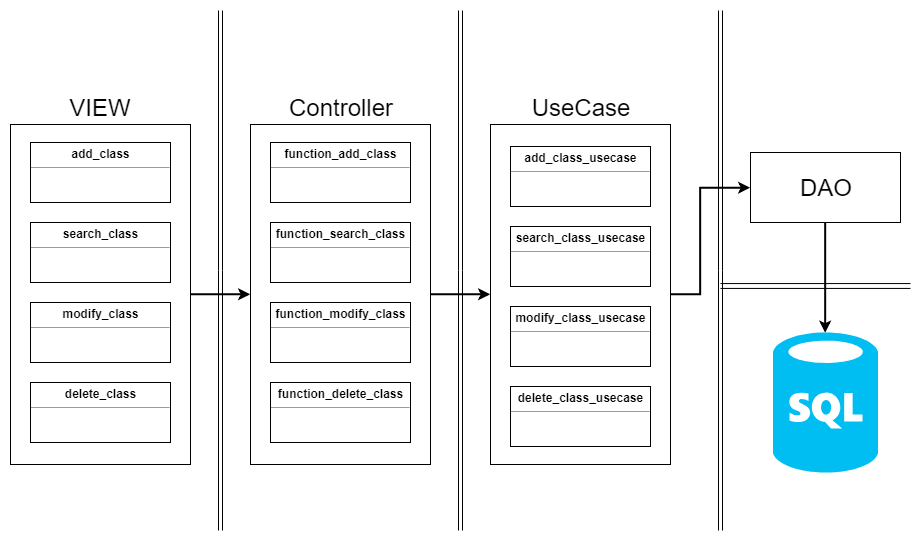 VIEW
add_class
search_class
modify_class
delete_class
Controller
function_add_class
function_search_class
function_modify_class
function_delete_class
UseCase
add_class_usecase
search_class_usecase
modify_class_usecase
delete_class_usecase
DAO
SQL